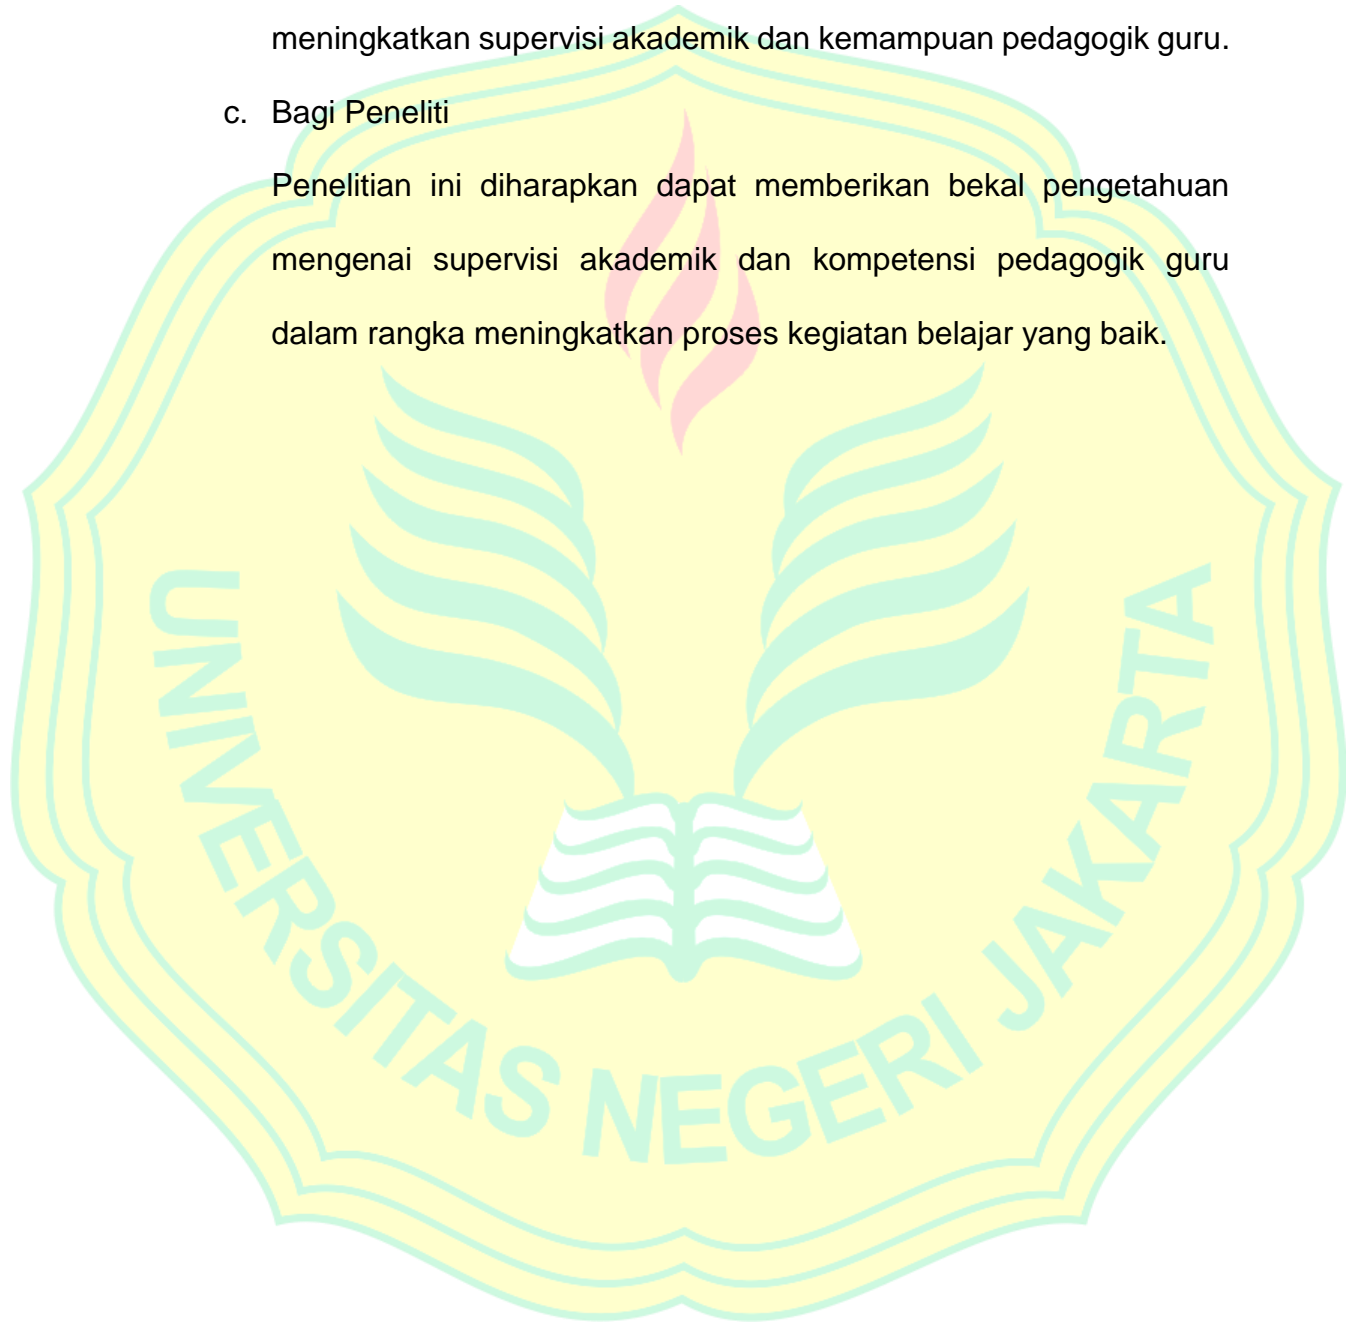 meningkatkan supervisi akademik dan kemampuan pedagogik guru.
c. Bagi Peneliti
Penelitian ini diharapkan dapat memberikan bekal pengetahuan
mengenai supervisi akademik dan kompetensi pedagogik guru
dalam rangka meningkatkan proses kegiatan belajar yang baik.
UNIVERSITAS NEGERI JAKARTA